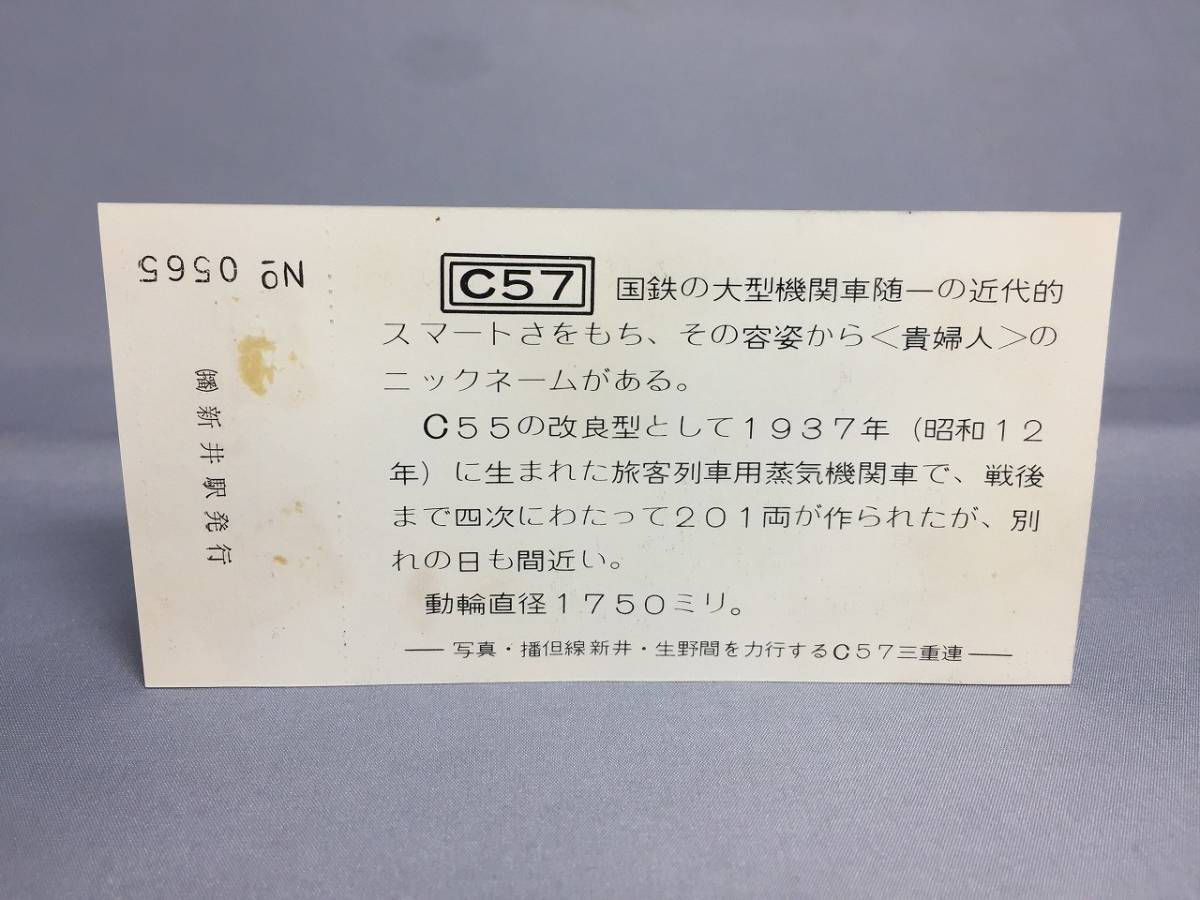 № 0565
㈱新井駅発行
C57 国鉄の大型機関車随一の近代的
スマートさをもち、その容姿から＜貴婦人＞の
ニックネームがある。
C55の改良型として1937年（昭和12
年）に生まれた旅客列車用蒸気機関車で、戦後
まで四次にわたって201両が作られたが、別
れの日も間近い。
動輪直径1750ミリ。
── 写真・播但線新井・生野間を力行するC57三重連 ──